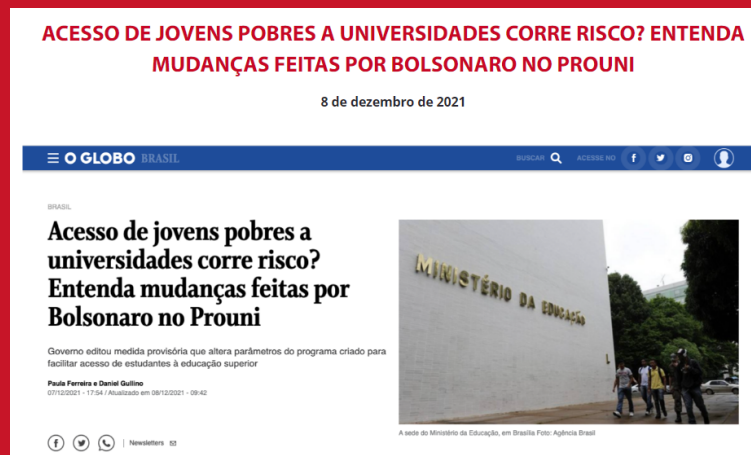 ACESSO DE JOVENS POBRES A UNIVERSIDADES CORRE RISCO? ENTENDA
MUDANÇAS FEITAS POR BOLSONARO NO PROUNI
8 de dezembro de 2021
O GLOBO BRASIL
BUSCAR
ACESSE NO
BRASIL
Acesso de jovens pobres a
universidades corre risco?
Entenda mudanças feitas por
Bolsonaro no Prouni
Governo editou medida provisória que altera parâmetros do programa criado para
facilitar acesso de estudantes à educação superior
Paula Ferreira e Daniel Gullino
07/12/2021 - 17:54 / Atualizado em 08/12/2021 - 09:42
Newsletters
MINISTÉRIO DA EDUCAÇÃO
A sede do Ministério da Educação, em Brasília Foto: Agência Brasil